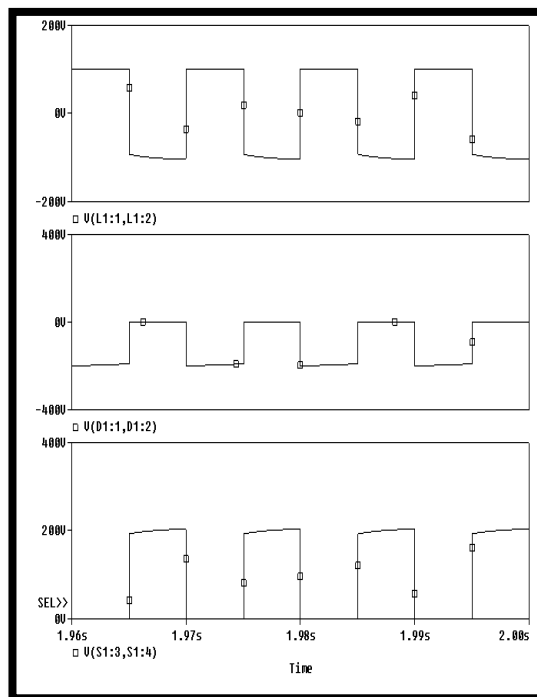 200V
0V
-200V
□ V(L1:1,L1:2)
400V
0V
-400V
□ V(D1:1,D1:2)
400V
200V
SEL>>
0V
1.96s 1.97s 1.98s 1.99s 2.00s
□ V(S1:3,S1:4)
Time